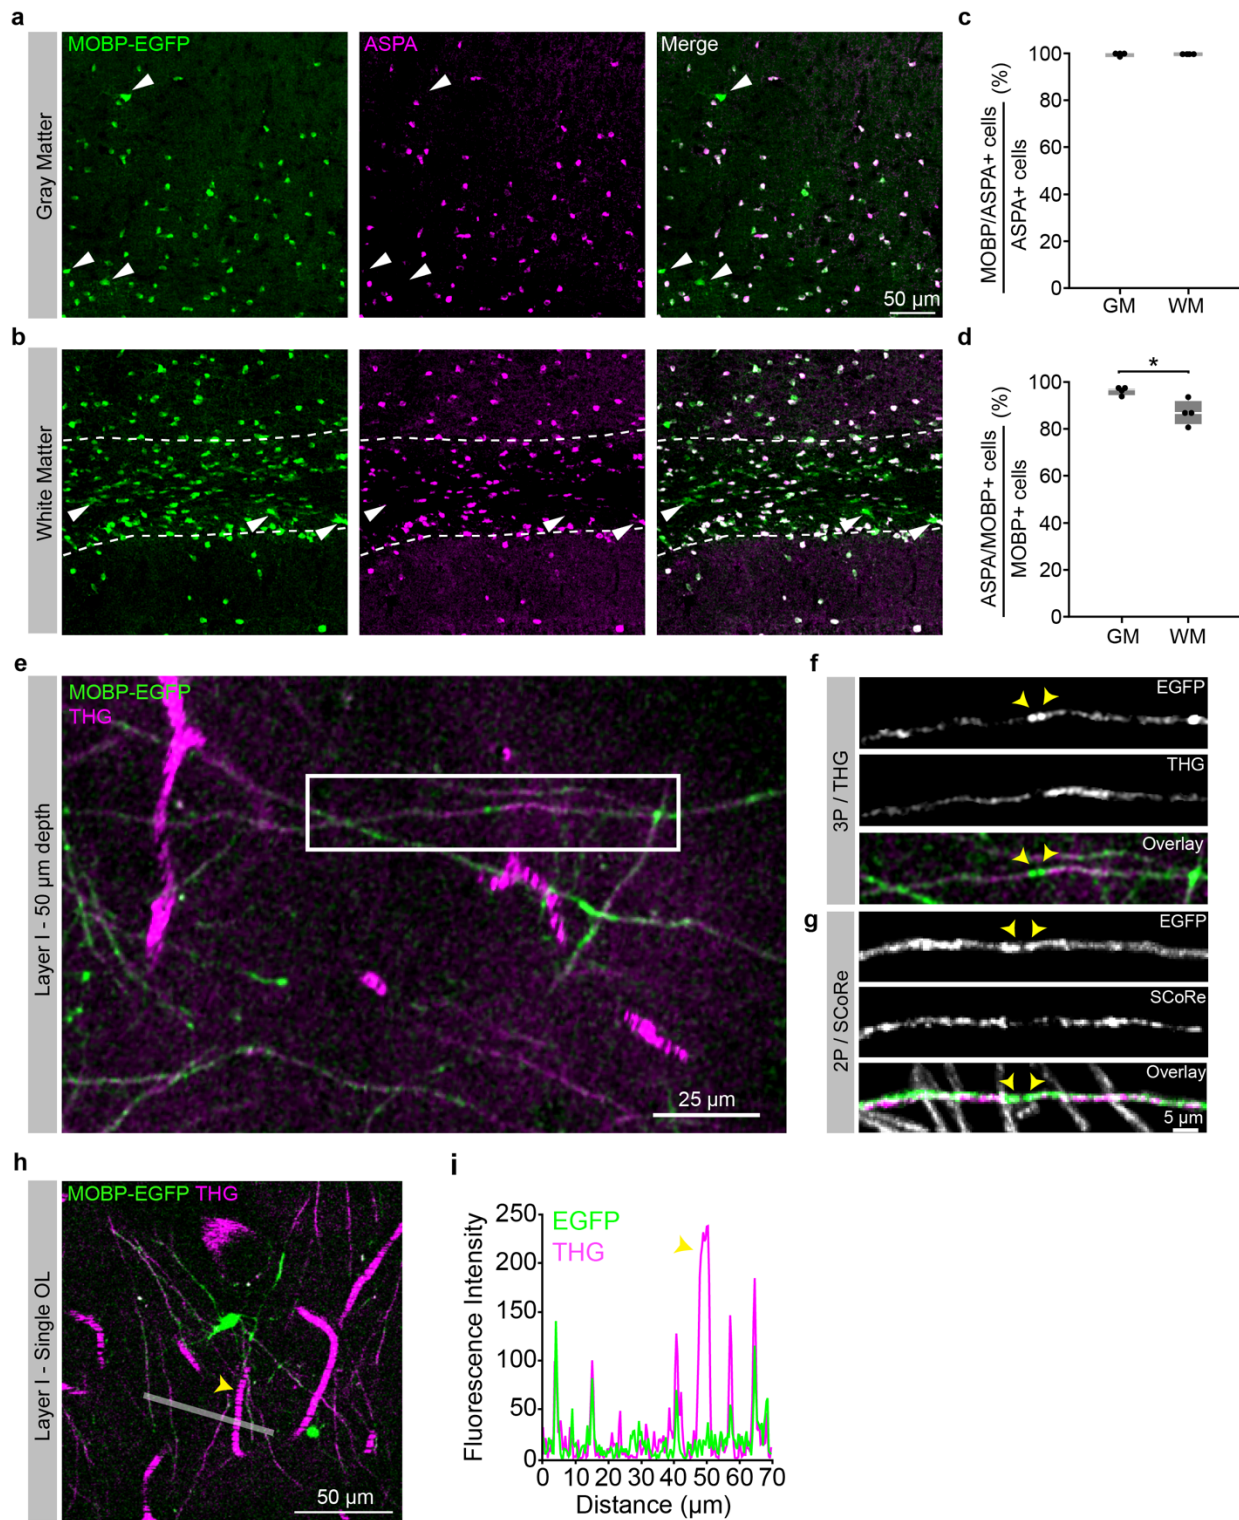 a
MOBP-EGFP
ASPA
Merge
Gray Matter
50 µm
b
White Matter
c
MOBP/ASPA+ cells
ASPA+ cells
(%)
100
80
60
40
20
0
GM WM
d
*
ASPA/MOBP+ cells
MOBP+ cells
(%)
100
80
60
40
20
0
GM WM
e
MOBP-EGFP
THG
Layer I - 50 µm depth
25 µm
f
3P / THG
EGFP
THG
Overlay
g
2P / SCoRe
EGFP
SCoRe
Overlay
5 µm
h
MOBP-EGFP THG
Layer I - Single OL
50 µm
i
EGFP
THG
Fluorescence Intensity
250
200
150
100
50
0
0 10 20 30 40 50 60 70
Distance (µm)